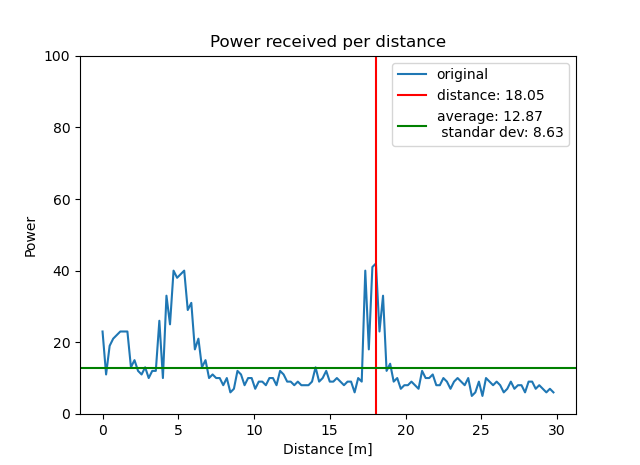 Power received per distance
original
distance: 18.05
average: 12.87
standar dev: 8.63
100
80
60
40
20
0
Power
0 5 10 15 20 25 30
Distance [m]